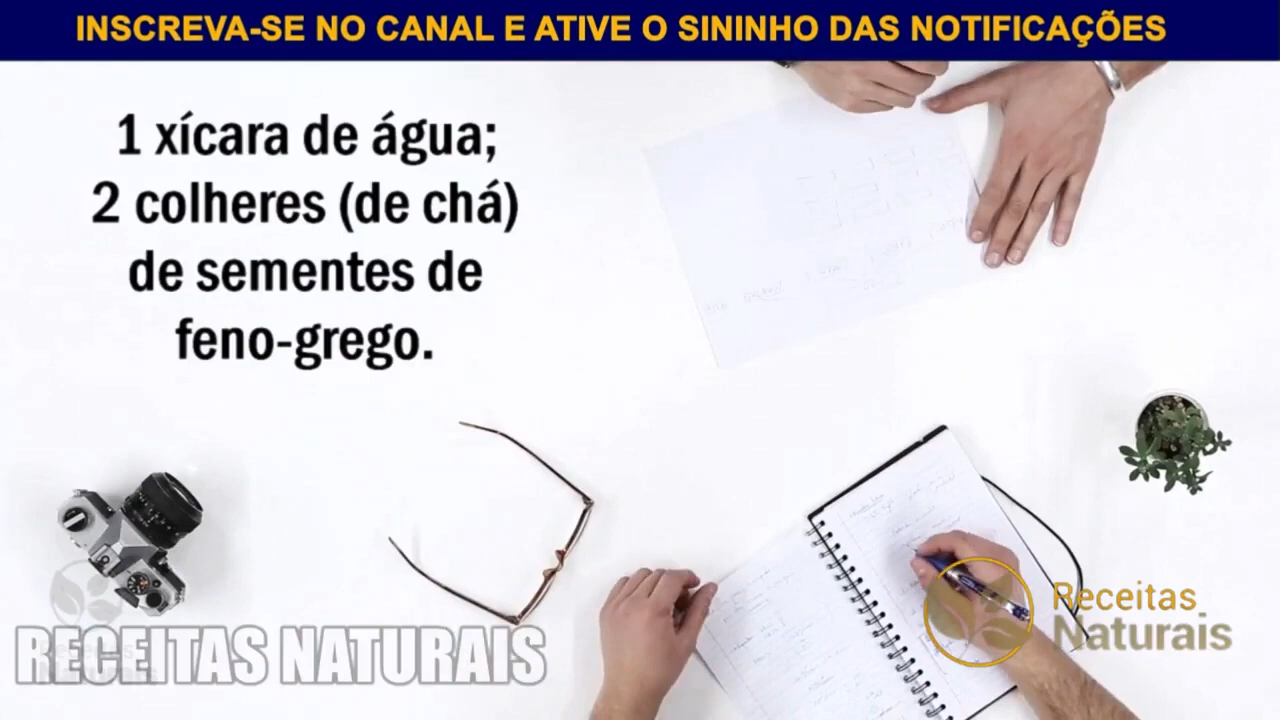 INSCREVA-SE NO CANAL E ATIVE O SININHO DAS NOTIFICAÇÕES
1 xícara de água;
2 colheres (de chá)
de sementes de
feno-grego.
Receitas
Naturais
RECEITAS NATURAIS